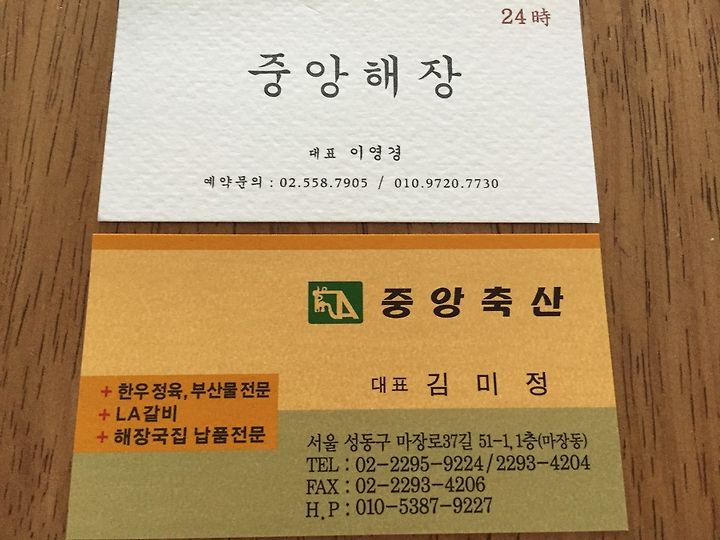 24時
중앙해장
대표 이영경
예약문의 : 02.558.7905 / 010.9720.7730
중앙축산
대표 김미정
+ 한우정육, 부산물전문
+ LA갈비
+ 해장국집 납품전문
서울 성동구 마장로37길 51-1, 1층(마장동)
TEL : 02-2295-9224/2293-4204
FAX : 02-2293-4206
H.P : 010-5387-9227